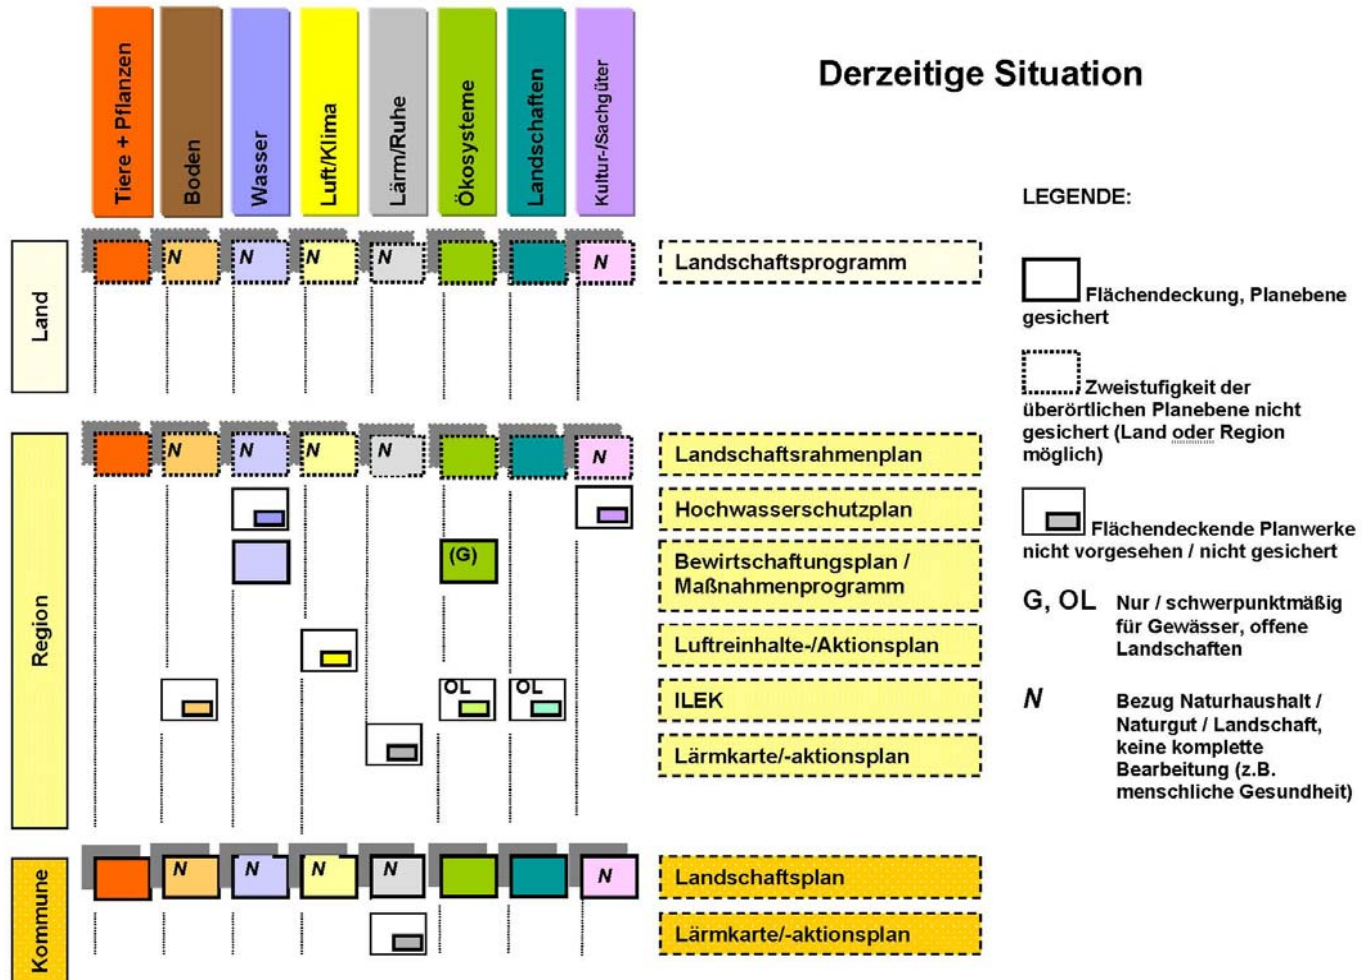 Derzeitige Situation
Tiere + Pflanzen
Boden
Wasser
Luft/Klima
Lärm/Ruhe
Ökosysteme
Landschaften
Kultur-/Sachgüter
Land
N
N
N
N
N
Landschaftsprogramm
Region
N
N
N
N
N
Landschaftsrahmenplan
Hochwasserschutzplan
(G)
Bewirtschaftungsplan /
Maßnahmenprogramm
Luftreinhalte-/Aktionsplan
OL
OL
ILEK
Lärmkarte/-aktionsplan
Kommune
N
N
N
N
N
Landschaftsplan
Lärmkarte/-aktionsplan
LEGENDE:
Flächendeckung, Planebene
gesichert
Zweistufigkeit der
überörtlichen Planebene nicht
gesichert (Land oder Region
möglich)
Flächendeckende Planwerke
nicht vorgesehen / nicht gesichert
G, OL Nur / schwerpunktmäßig
für Gewässer, offene
Landschaften
N Bezug Naturhaushalt /
Naturgut / Landschaft,
keine komplette
Bearbeitung (z.B.
menschliche Gesundheit)